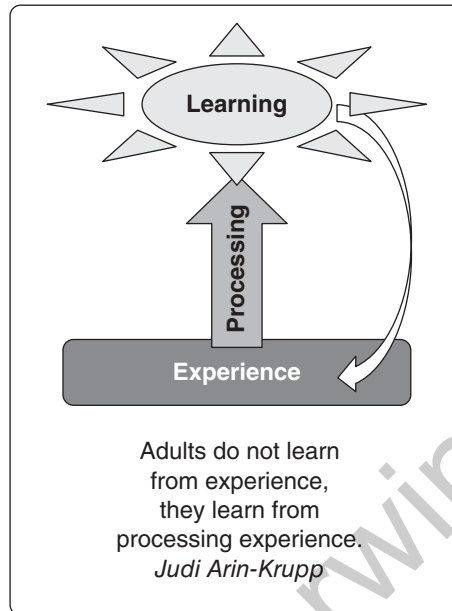 Learning
Processing
Experience
Adults do not learn
from experience,
they learn from
processing experience.
Judi Arin-Krupp